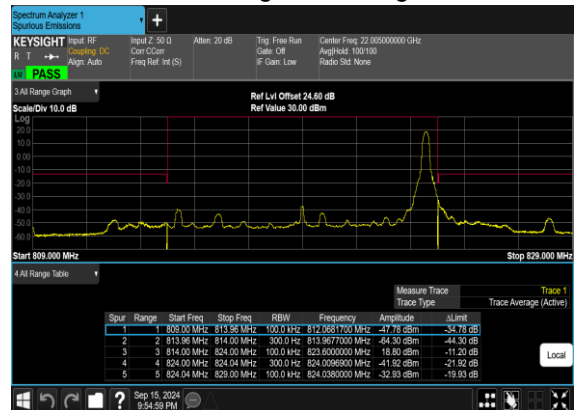 Spectrum Analyzer 1
Spurious Emissions
+
KEYSIGHT Input: RF Input Z: 50 Ω Atten: 20 dB Trig: Free Run Center Freq: 22.005000000 GHz
R T Coupling: DC Corr CCorr Gate: Off Avg|Hold: 100/100
Align: Auto Freq Ref: Int (S) IF Gain: Low Radio Std: None
PASS
3 All Range Graph
Ref Lvl Offset 24.60 dB
Scale/Div 10.0 dB Ref Value 30.00 dBm
Log
20.0
10.0
0.00
-10.0
-20.0
-30.0
-40.0
-50.0
-60.0
Start 809.000 MHz Stop 829.000 MHz
4 All Range Table
Measure Trace Trace 1
Trace Type Trace Average (Active)
Spur Range Start Freq Stop Freq RBW Frequency Amplitude ΔLimit
1 1 809.00 MHz 813.96 MHz 100.0 kHz 812.0681700 MHz -47.78 dBm -34.78 dB
2 2 813.96 MHz 814.00 MHz 300.0 Hz 813.9677000 MHz -64.30 dBm -44.30 dB
3 3 814.00 MHz 824.00 MHz 100.0 kHz 823.6000000 MHz 18.80 dBm -11.20 dB
4 4 824.00 MHz 824.04 MHz 300.0 Hz 824.0096900 MHz -41.92 dBm -21.92 dB
5 5 824.04 MHz 829.00 MHz 100.0 kHz 824.0380000 MHz -32.93 dBm -19.93 dB
Local
? Sep 15, 2024
9:54:59 PM